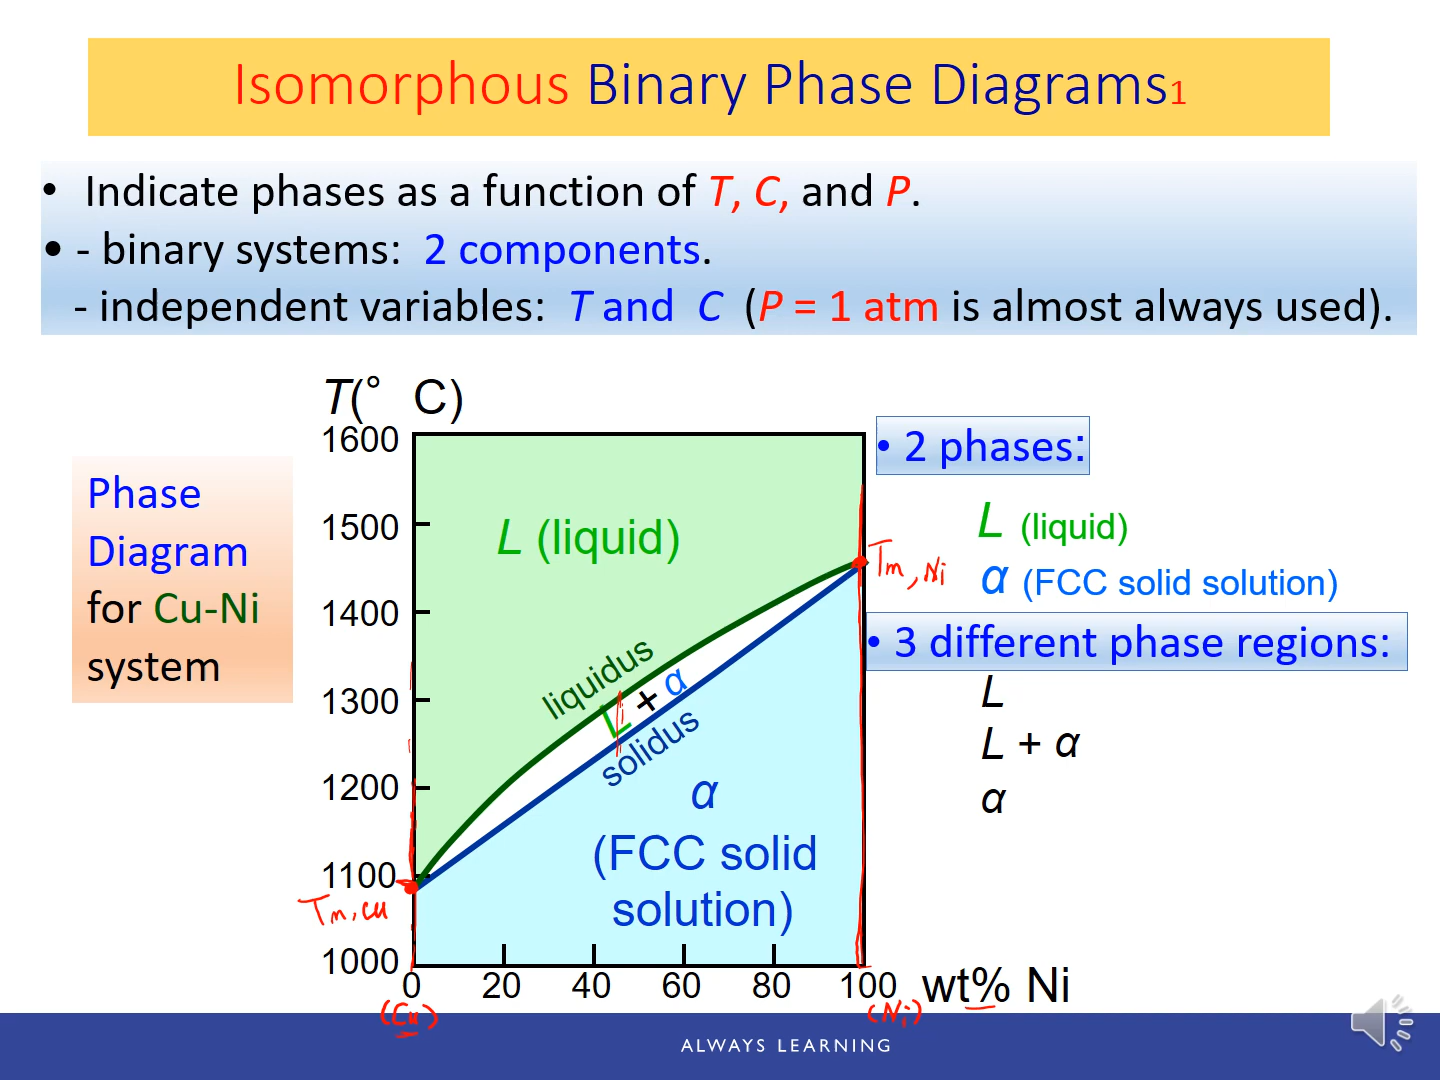 Isomorphous Binary Phase Diagrams1
• Indicate phases as a function of T, C, and P.
• - binary systems: 2 components.
- independent variables: T and C (P = 1 atm is almost always used).
T(° C)
1600
1500
1400
1300
1200
1100
1000
0
20
40
60
80
100
wt% Ni
(Cu)
(Ni)
Phase
Diagram
for Cu-Ni
system
L (liquid)
liquidus
L + α
solidus
α
(FCC solid
solution)
Tm, Ni
Tm, Cu
• 2 phases:
L (liquid)
α (FCC solid solution)
• 3 different phase regions:
L
L + α
α
ALWAYS LEARNING